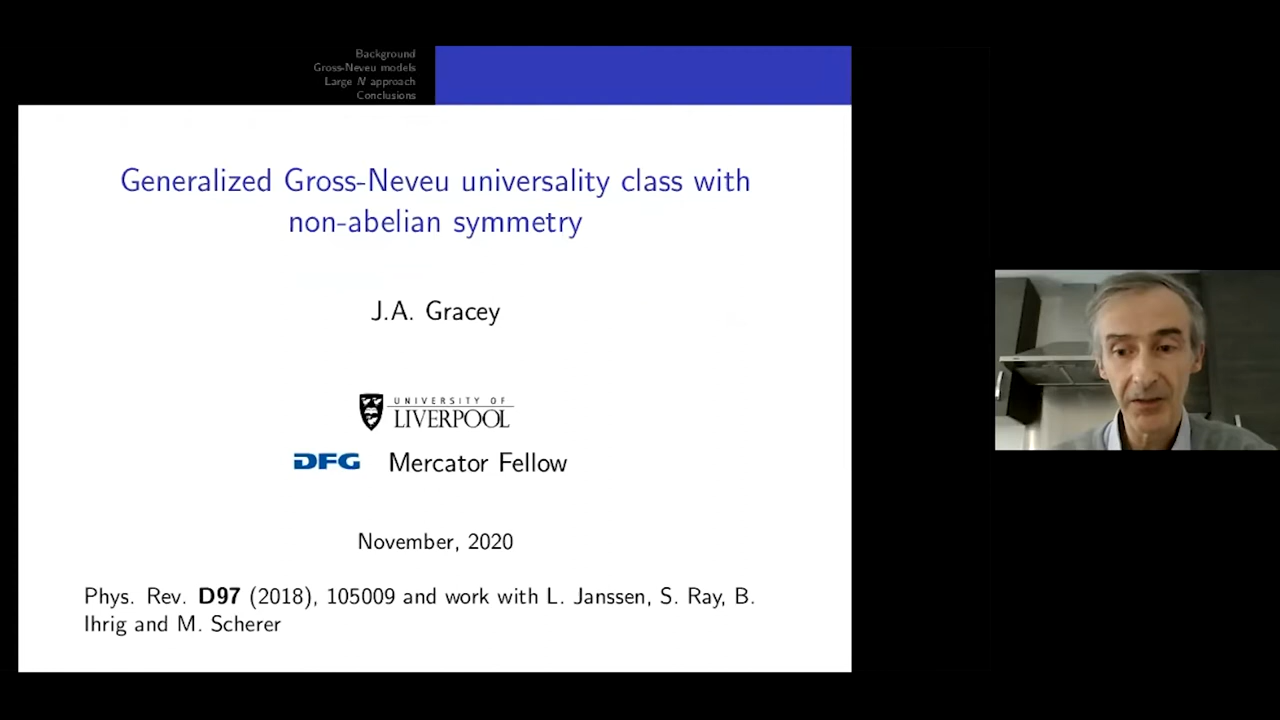 Background
Gross-Neveu models
Large N approach
Conclusions
Generalized Gross-Neveu universality class with
non-abelian symmetry
J.A. Gracey
UNIVERSITY OF
LIVERPOOL
DFG Mercator Fellow
November, 2020
Phys. Rev. D97 (2018), 105009 and work with L. Janssen, S. Ray, B.
Ihrig and M. Scherer